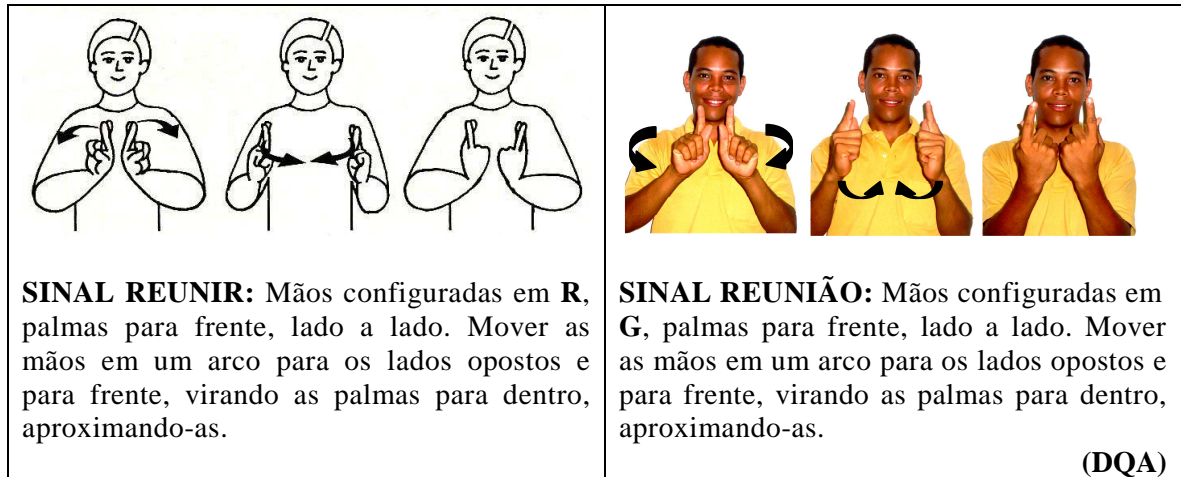 SINAL REUNIR: Mãos configuradas em R,
palmas para frente, lado a lado. Mover as
mãos em um arco para os lados opostos e
para frente, virando as palmas para dentro,
aproximando-as.
SINAL REUNIÃO: Mãos configuradas em
G, palmas para frente, lado a lado. Mover
as mãos em um arco para os lados opostos e
para frente, virando as palmas para dentro,
aproximando-as.
(DQA)